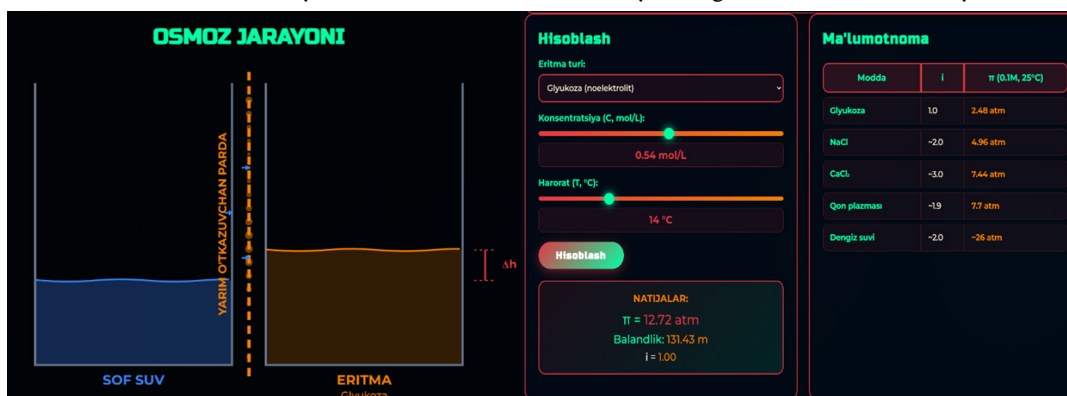 OSMOZ JARAYONI
YARIM O'TKAZUVCHAN PARDA
Δh
SOF SUV
ERITMA
Glyukoza
Hisoblash
Eritma turi:
Glyukoza (noelektrolit)
Konsentratsiya (C, mol/L):
0.54 mol/L
Harorat (T, °C):
14 °C
Hisoblash
NATIJALAR:
π = 12.72 atm
Balandlik: 131.43 m
i = 1.00
Ma'lumotnoma
Modda i π (0.1M, 25°C)
Glyukoza 1.0 2.48 atm
NaCl ~2.0 4.96 atm
CaCl₂ ~3.0 7.44 atm
Qon plazması ~1.9 7.7 atm
Dengiz suvi ~2.0 ~26 atm